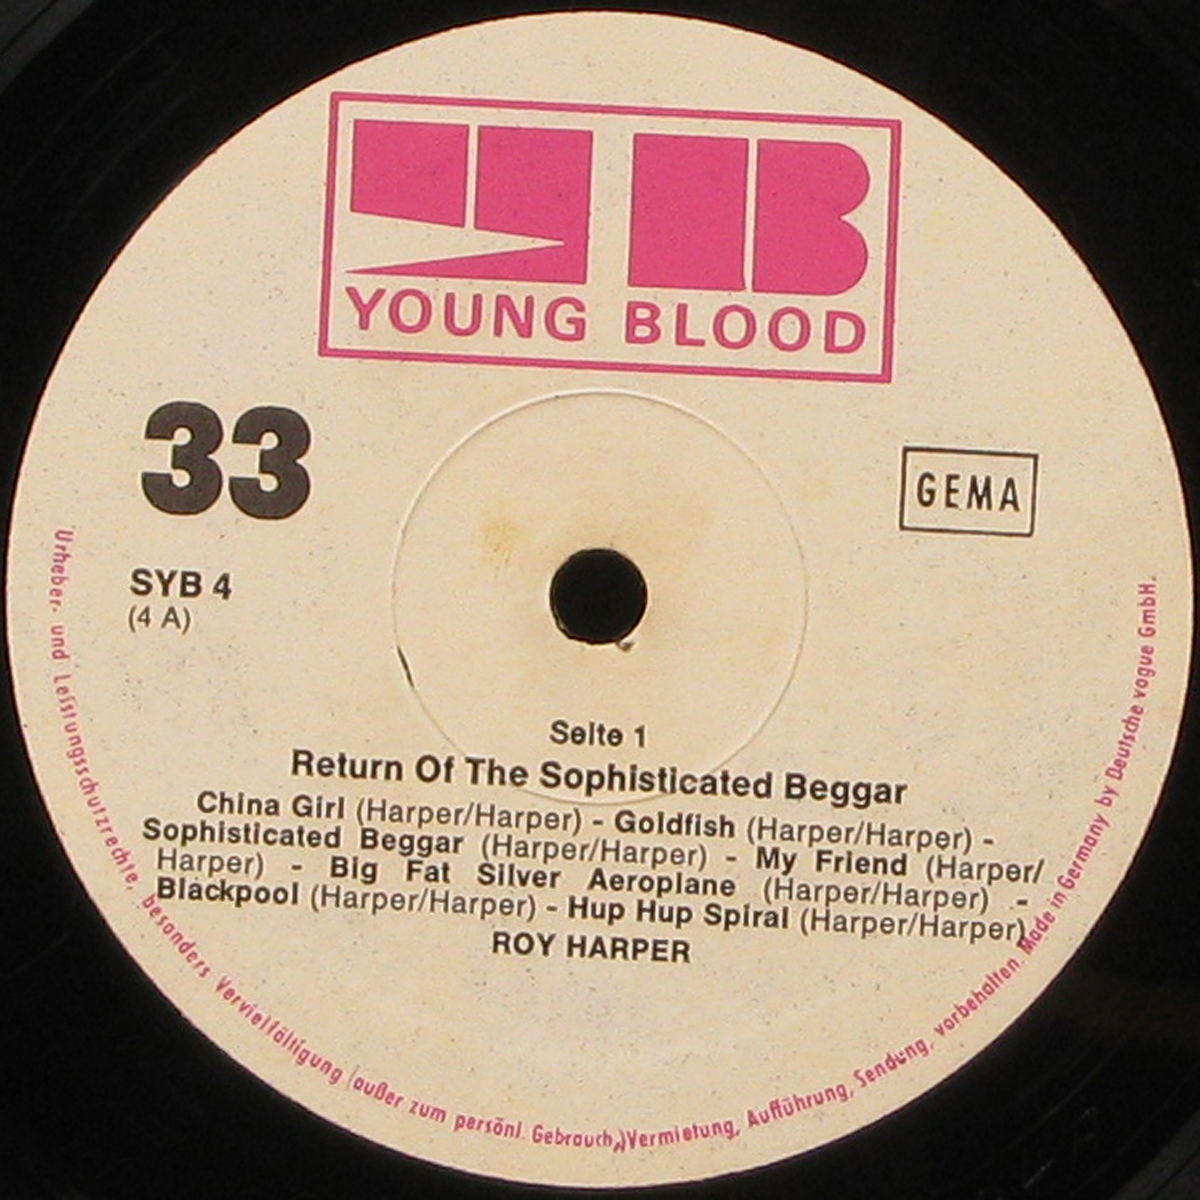 YB
YOUNG BLOOD
33
GEMA
SYB 4
(4 A)
Seite 1
Return Of The Sophisticated Beggar
China Girl (Harper/Harper) - Goldfish (Harper/Harper) -
Sophisticated Beggar (Harper/Harper) - My Friend (Harper/
Harper) - Big Fat Silver Aeroplane (Harper/Harper) -
Blackpool (Harper/Harper) - Hup Hup Spiral (Harper/Harper)
ROY HARPER
Urheber- und Leistungsschutzrechte, besonders Vervielfältigung (außer zum persönl. Gebrauch,) Vermietung, Aufführung, Sendung, vorbehalten. Made in Germany by Deutsche vogue GmbH.